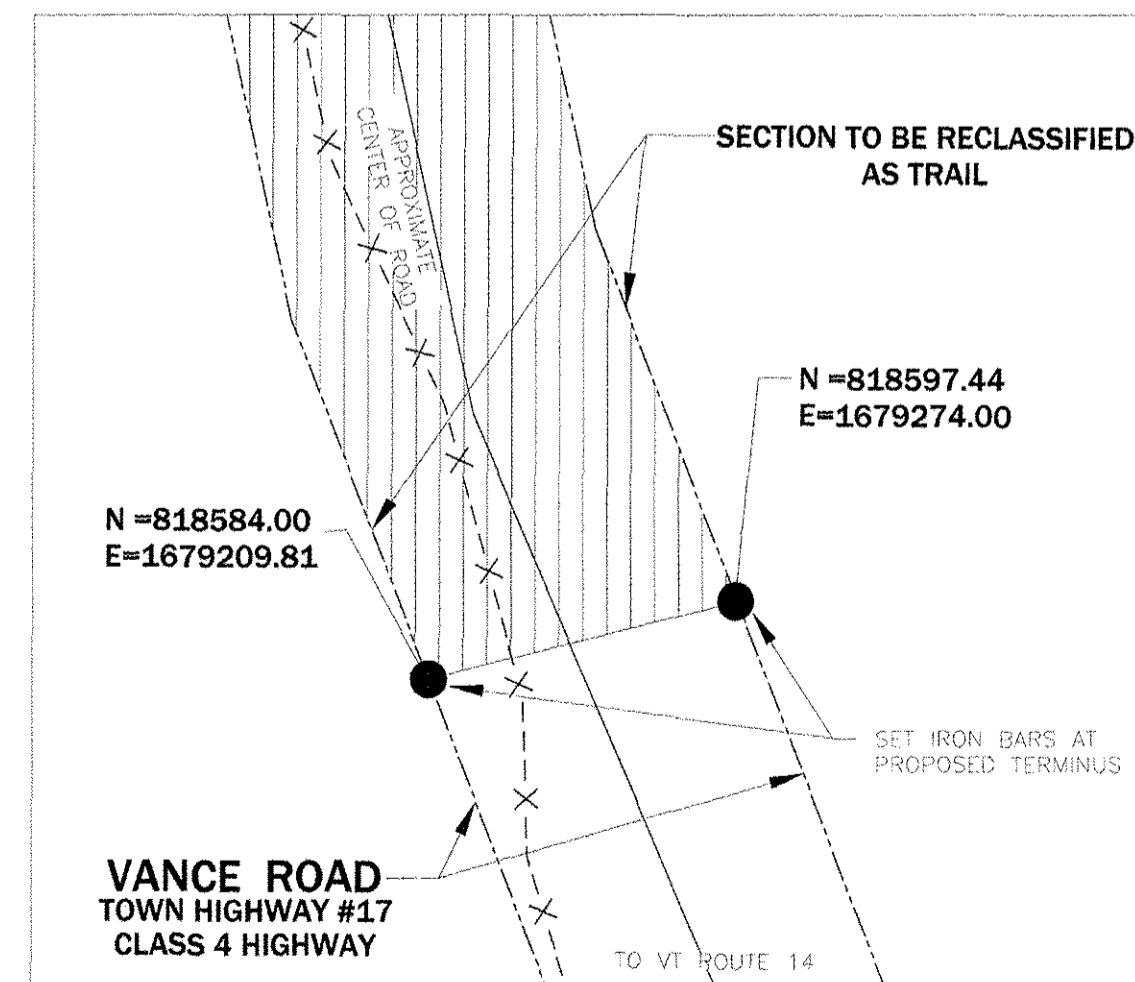 SECTION TO BE RECLASSIFIED
AS TRAIL
APPROXIMATE
CENTER OF ROAD
N =818597.44
E=1679274.00
N =818584.00
E=1679209.81
SET IRON BARS AT
PROPOSED TERMINUS
VANCE ROAD
TOWN HIGHWAY #17
CLASS 4 HIGHWAY
TO VT ROUTE 14